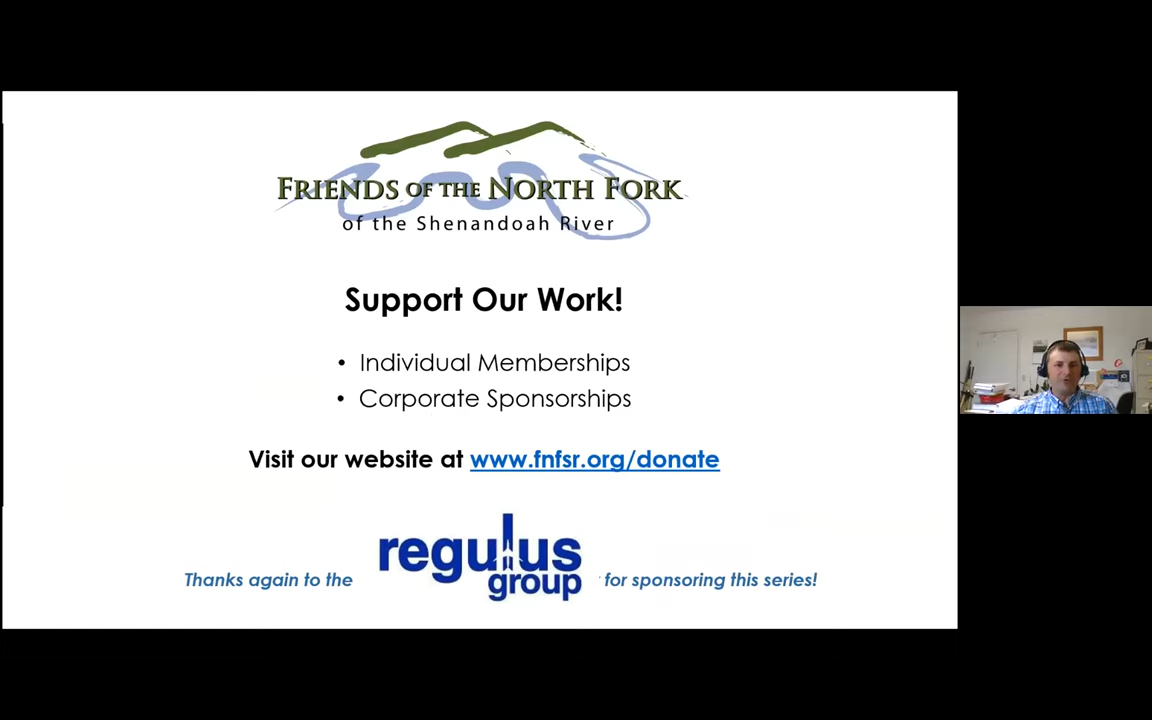 FRIENDS OF THE NORTH FORK
of the Shenandoah River
Support Our Work!
• Individual Memberships
• Corporate Sponsorships
Visit our website at www.fnfsr.org/donate
regulus
group
Thanks again to the for sponsoring this series!